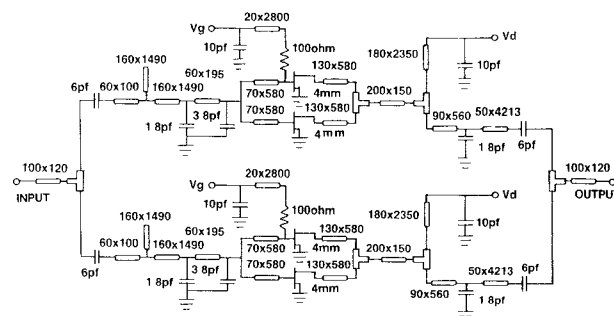 20x2800
Vg
10pf
100ohm
180x2350
Vd
10pf
160x1490
60x195
130x580
6pf
60x100
160x1490
70x580
4mm
200x150
70x580
130x580
90x560
50x4213
1 8pf
3 8pf
4mm
1 8pf
6pf
100x120
100x120
INPUT
OUTPUT
20x2800
Vg
10pf
100ohm
180x2350
Vd
10pf
160x1490
60x195
130x580
6pf
60x100
160x1490
70x580
4mm
200x150
70x580
130x580
90x560
50x4213
6pf
1 8pf
3 8pf
4mm
1 8pf